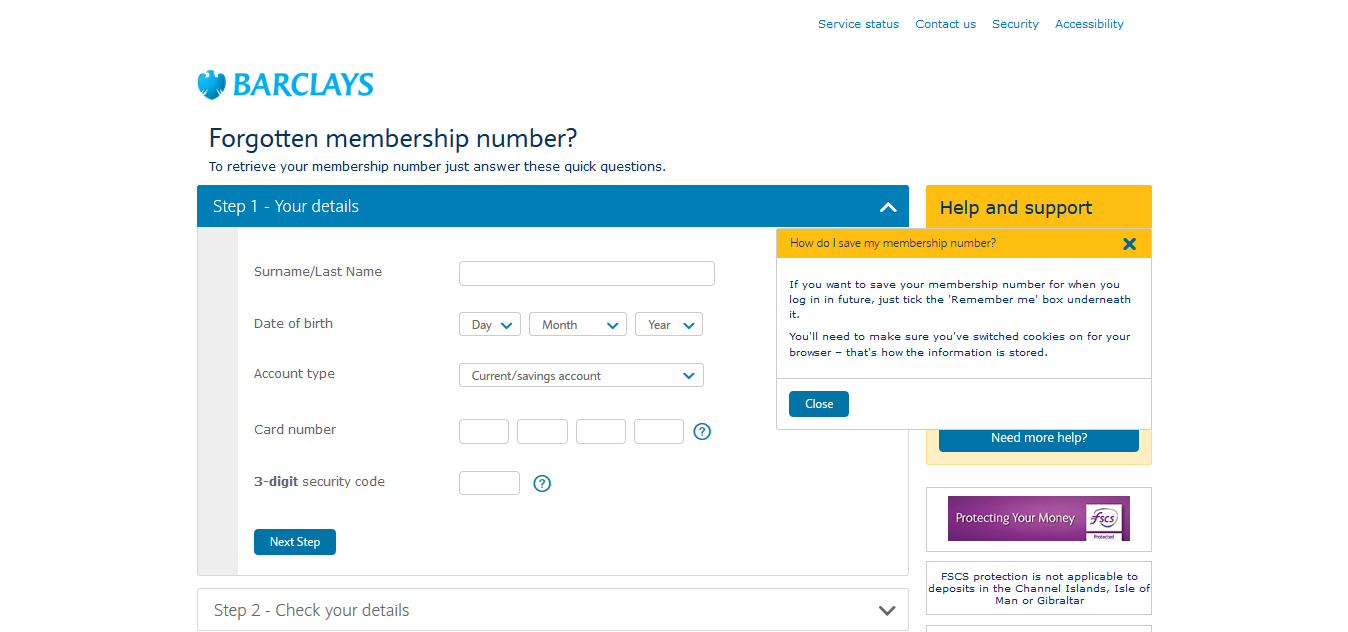 Service status Contact us Security Accessibility
BARCLAYS
Forgotten membership number?
To retrieve your membership number just answer these quick questions.
Step 1 - Your details
Surname/Last Name
Date of birth
Day Month Year
Account type
Current/savings account
Card number
?
3-digit security code
?
Next Step
Step 2 - Check your details
Help and support
How do I save my membership number?
If you want to save your membership number for when you
log in in future, just tick the 'Remember me' box underneath
it.
You'll need to make sure you've switched cookies on for your
browser – that's how the information is stored.
Close
Need more help?
Protecting Your Money
fscs
Protected
FSCS protection is not applicable to
deposits in the Channel Islands, Isle of
Man or Gibraltar